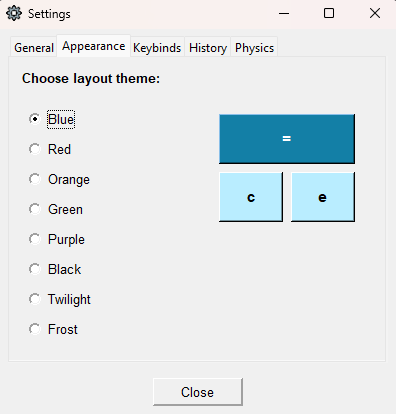 Settings
General Appearance Keybinds History Physics
Choose layout theme:
Blue
=
Red
c e
Orange
Green
Purple
Black
Twilight
Frost
Close